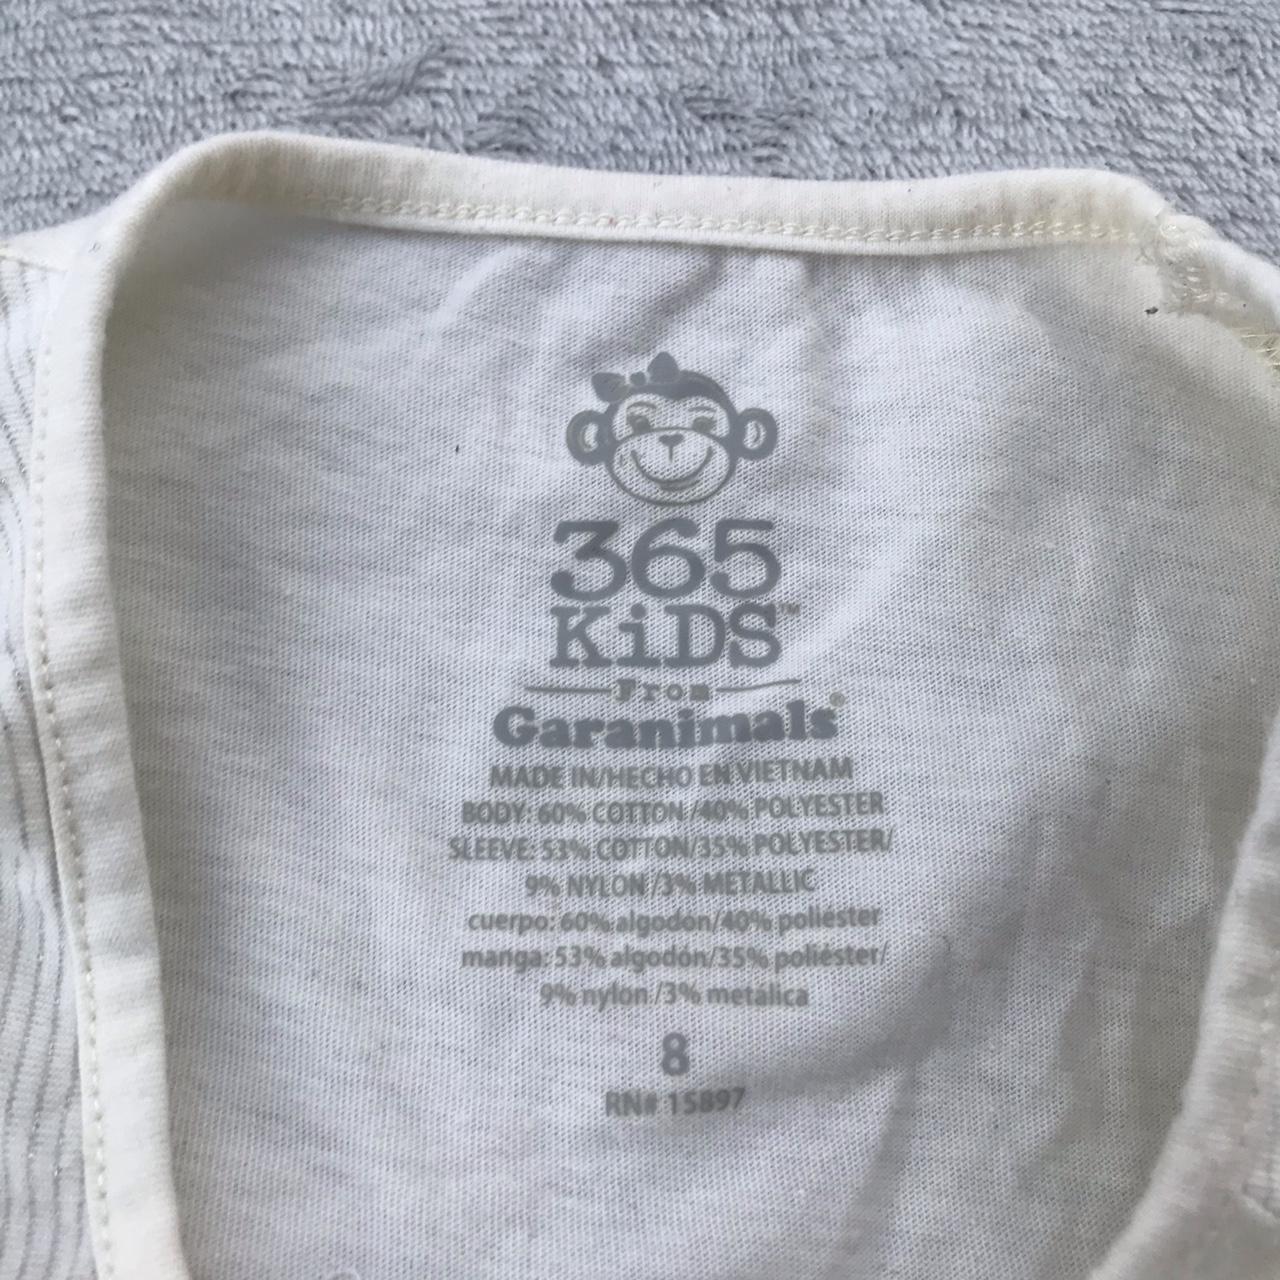 365
KiDS™
From
Garanimals®
MADE IN/HECHO EN VIETNAM
BODY: 60% COTTON/40% POLYESTER
SLEEVE: 53% COTTON/35% POLYESTER/
9% NYLON/3% METALLIC
cuerpo: 60% algodón/40% poliéster
manga: 53% algodón/35% poliéster/
9% nylon/3% metálica
8
RN# 15897